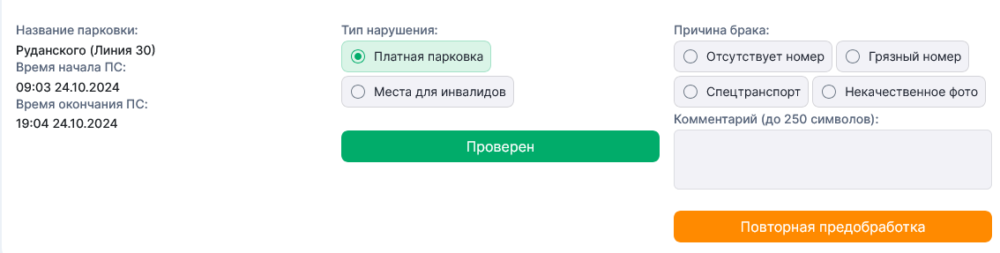 Название парковки:
Руданского (Линия 30)
Время начала ПС:
09:03 24.10.2024
Время окончания ПС:
19:04 24.10.2024
Тип нарушения:
Платная парковка
Места для инвалидов
Проверен
Причина брака:
Отсутствует номер
Грязный номер
Спецтранспорт
Некачественное фото
Комментарий (до 250 символов):
Повторная предобработка